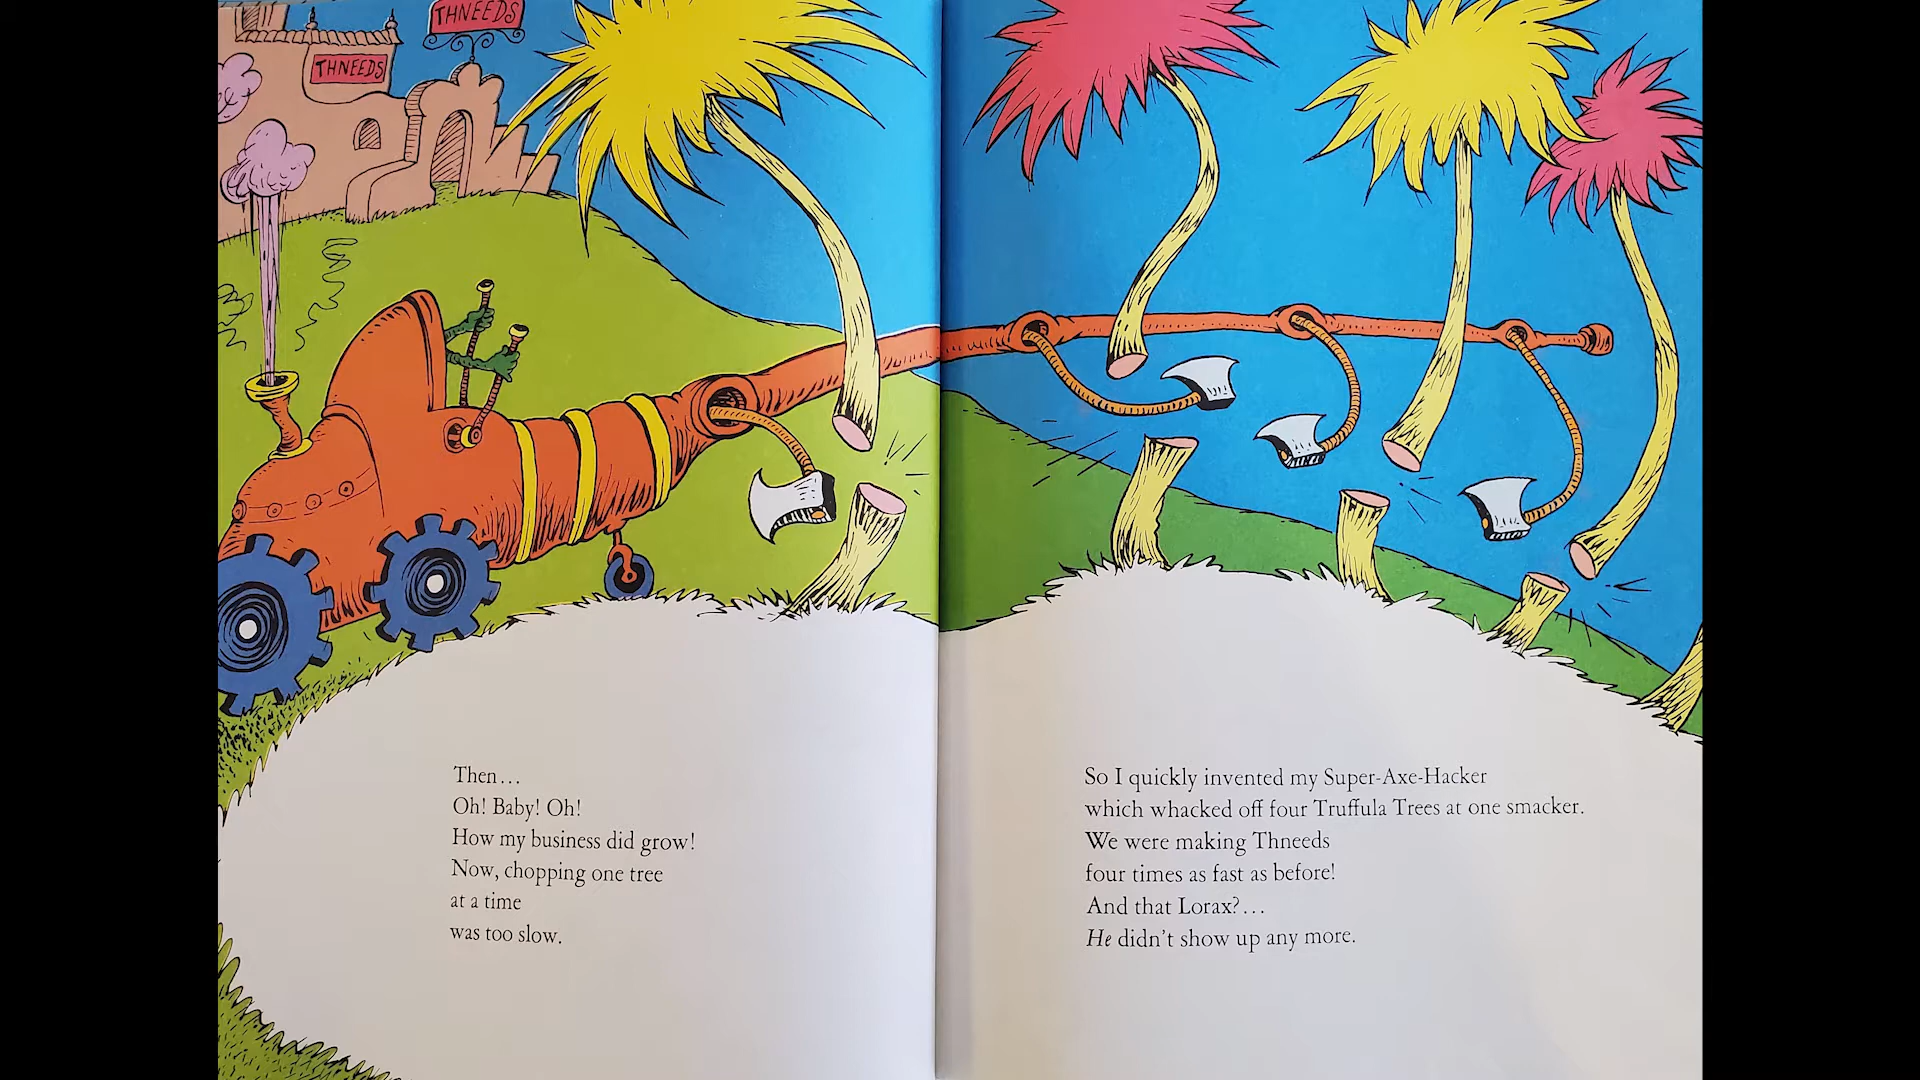 THNEEDS
THNEEDS
Then...
Oh! Baby! Oh!
How my business did grow!
Now, chopping one tree
at a time
was too slow.
So I quickly invented my Super-Axe-Hacker
which whacked off four Truffula Trees at one smacker.
We were making Thneeds
four times as fast as before!
And that Lorax?...
He didn't show up any more.